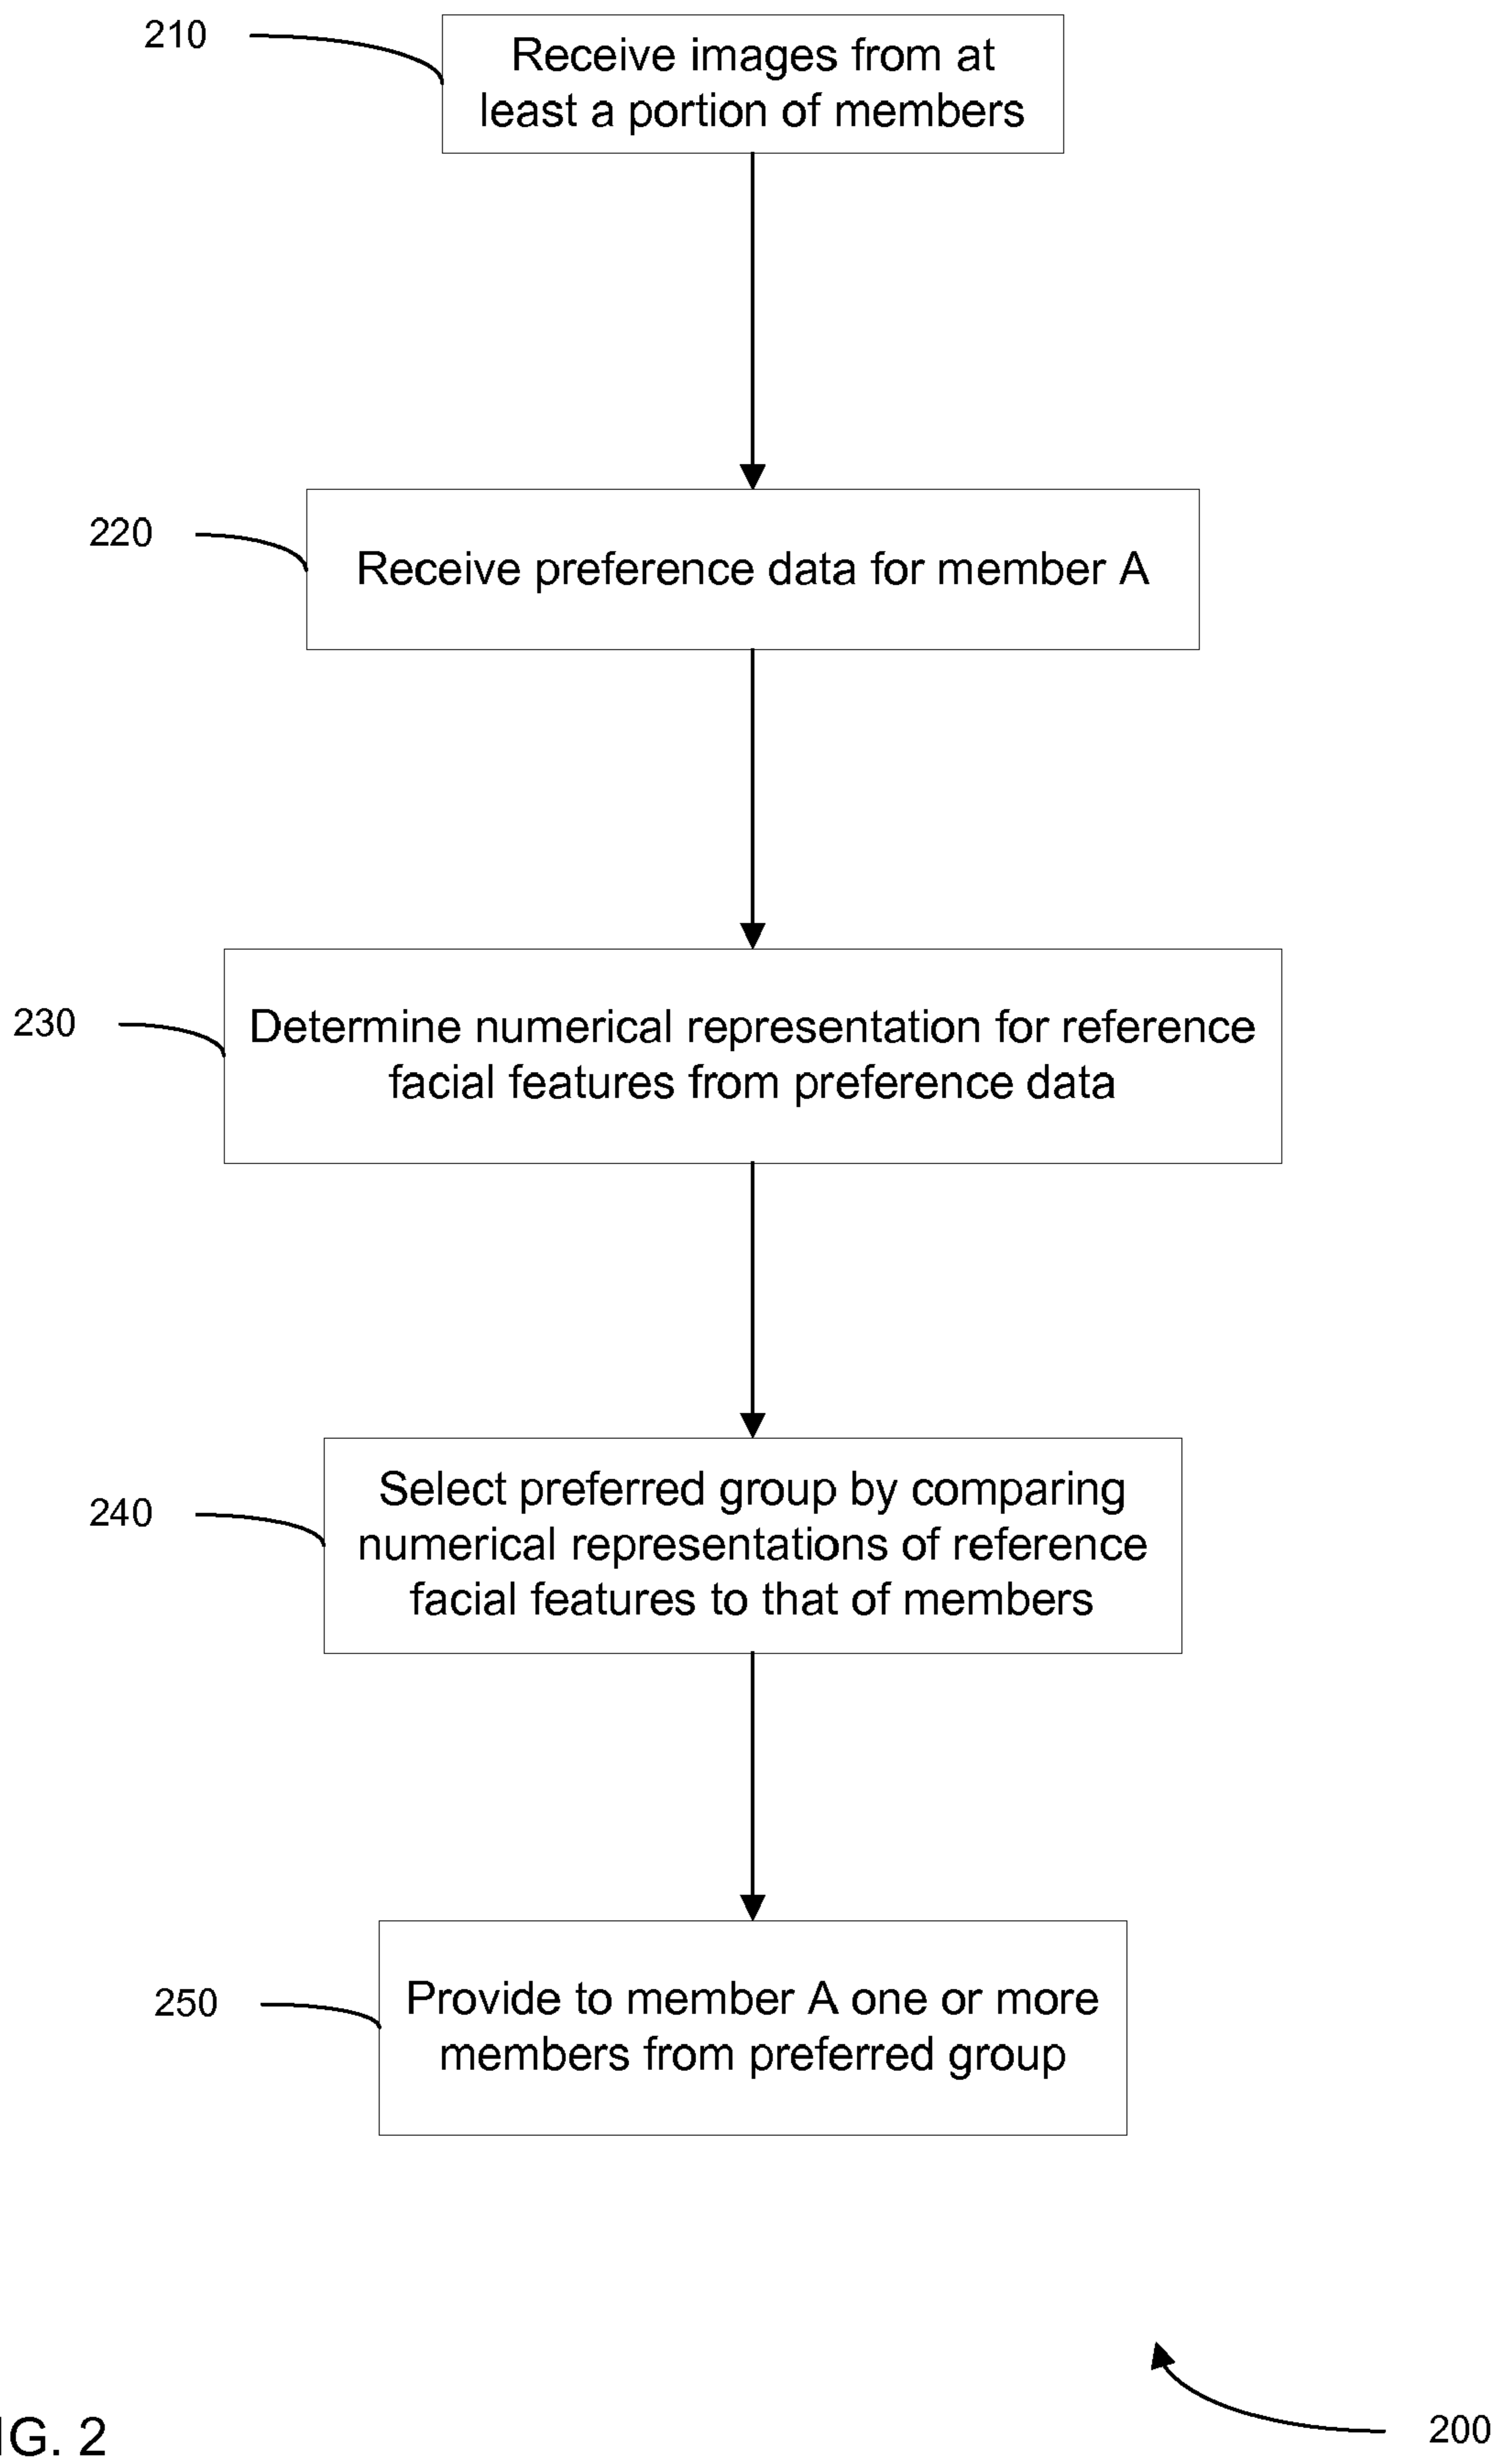 210
Receive images from at
least a portion of members
220
Receive preference data for member A
230
Determine numerical representation for reference
facial features from preference data
240
Select preferred group by comparing
numerical representations of reference
facial features to that of members
250
Provide to member A one or more
members from preferred group
200
IG. 2